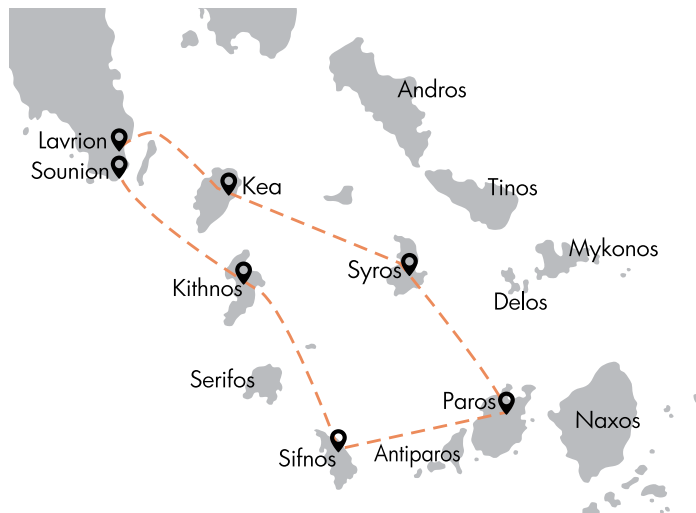 Andros
Lavrion
Sounion
Kea
Tinos
Mykonos
Syros
Kithnos
Delos
Serifos
Paros
Naxos
Antiparos
Sifnos